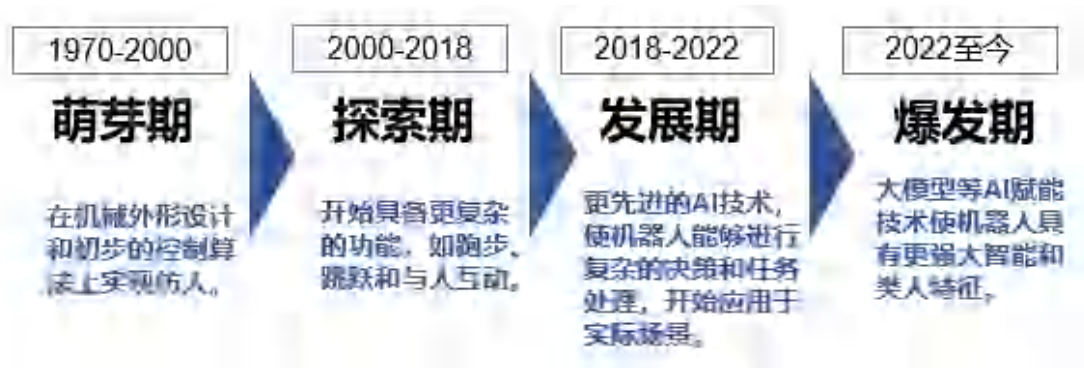 1970-2000
萌芽期
在机械外形设计
和初步的控制算
法上实现仿人。
2000-2018
探索期
开始具备更复杂
的功能，如跑步、
跳跃和与人互动。
2018-2022
发展期
更先进的AI技术，
使机器人能够进行
复杂的决策和任务
处理，开始应用于
实际场景。
2022至今
爆发期
大模型等AI赋能
技术使机器人具
有更强大智能和
类人特征。